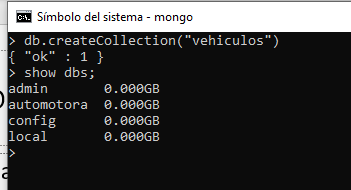 Símbolo del sistema - mongo
> db.createCollection("vehiculos")
{ "ok" : 1 }
> show dbs;
admin 0.000GB
automotora 0.000GB
config 0.000GB
local 0.000GB
>